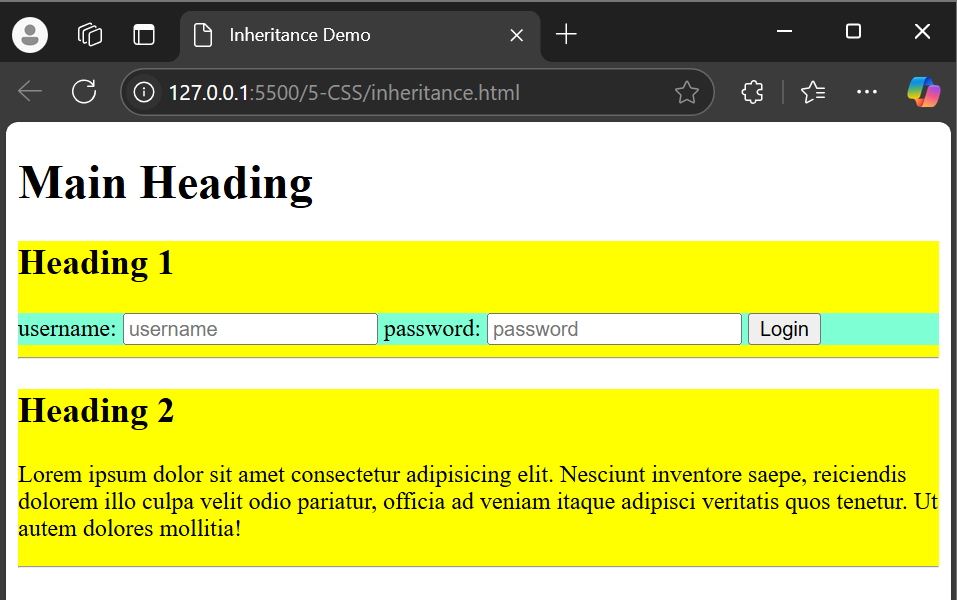 Inheritance Demo
127.0.0.1:5500/5-CSS/inheritance.html
Main Heading
Heading 1
username: username password: password Login
Heading 2
Lorem ipsum dolor sit amet consectetur adipisicing elit. Nesciunt inventore saepe, reiciendis
dolorem illo culpa velit odio pariatur, officia ad veniam itaque adipisci veritatis quos tenetur. Ut
autem dolores mollitia!